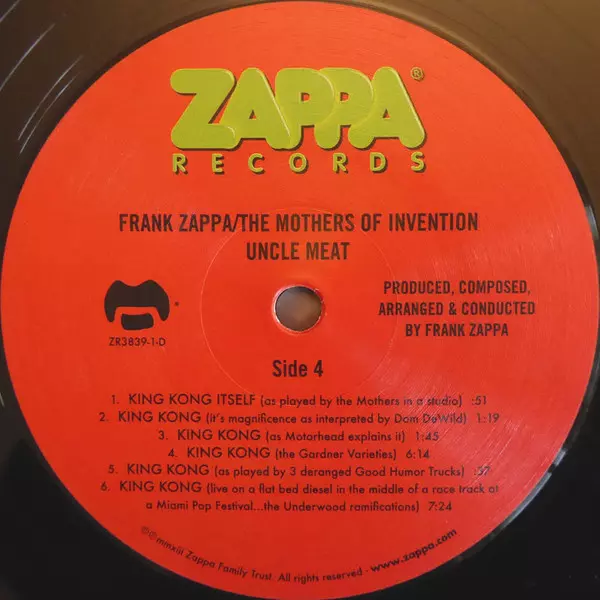 ZAPPA®
RECORDS
FRANK ZAPPA/THE MOTHERS OF INVENTION
UNCLE MEAT
PRODUCED, COMPOSED,
ARRANGED & CONDUCTED
BY FRANK ZAPPA
ZR3839-1-D
Side 4
1. KING KONG ITSELF (as played by the Mothers in a studio) :51
2. KING KONG (it's magnificence as interpreted by Dom DeWild) 1:19
3. KING KONG (as Motorhead explains it) 1:45
4. KING KONG (the Gardner Varieties) 6:14
5. KING KONG (as played by 3 deranged Good Humor Trucks) :37
6. KING KONG (live on a flat bed diesel in the middle of a race track at
a Miami Pop Festival...the Underwood ramifications) 7:24
©℗mmxiii Zappa Family Trust. All rights reserved - www.zappa.com